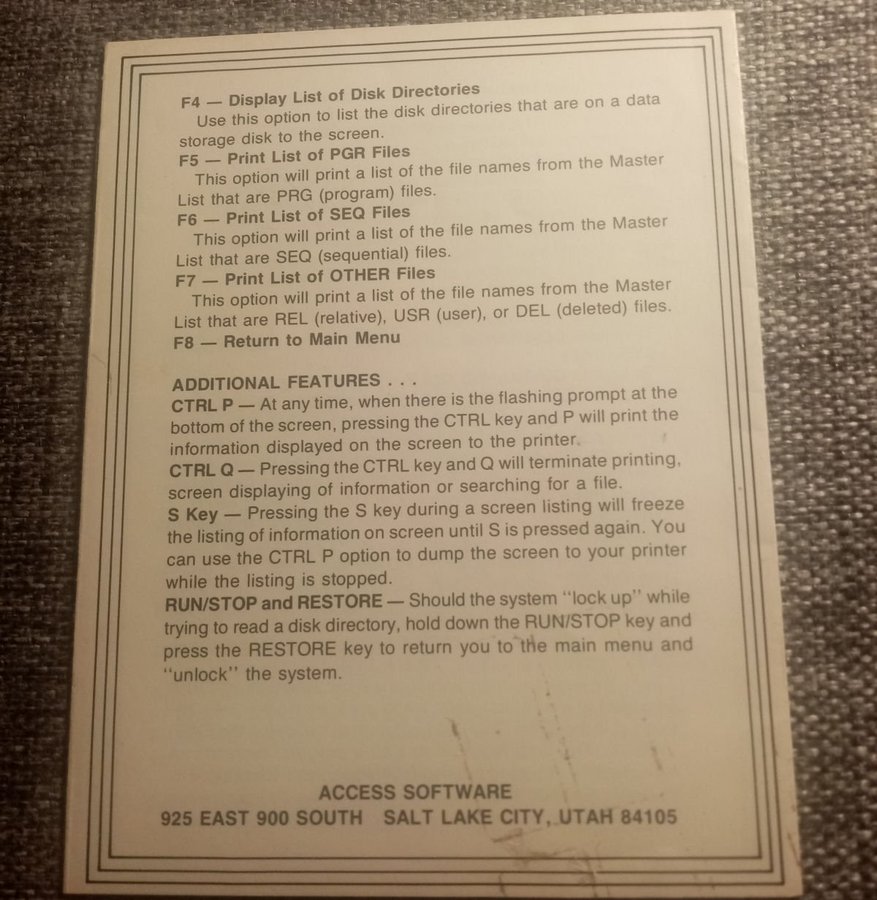 F4 — Display List of Disk Directories
Use this option to list the disk directories that are on a data
storage disk to the screen.
F5 — Print List of PGR Files
This option will print a list of the file names from the Master
List that are PRG (program) files.
F6 — Print List of SEQ Files
This option will print a list of the file names from the Master
List that are SEQ (sequential) files.
F7 — Print List of OTHER Files
This option will print a list of the file names from the Master
List that are REL (relative), USR (user), or DEL (deleted) files.
F8 — Return to Main Menu
ADDITIONAL FEATURES . . .
CTRL P — At any time, when there is the flashing prompt at the
bottom of the screen, pressing the CTRL key and P will print the
information displayed on the screen to the printer.
CTRL Q — Pressing the CTRL key and Q will terminate printing,
screen displaying of information or searching for a file.
S Key — Pressing the S key during a screen listing will freeze
the listing of information on screen until S is pressed again. You
can use the CTRL P option to dump the screen to your printer
while the listing is stopped.
RUN/STOP and RESTORE — Should the system "lock up" while
trying to read a disk directory, hold down the RUN/STOP key and
press the RESTORE key to return you to the main menu and
"unlock" the system.
ACCESS SOFTWARE
925 EAST 900 SOUTH SALT LAKE CITY, UTAH 84105